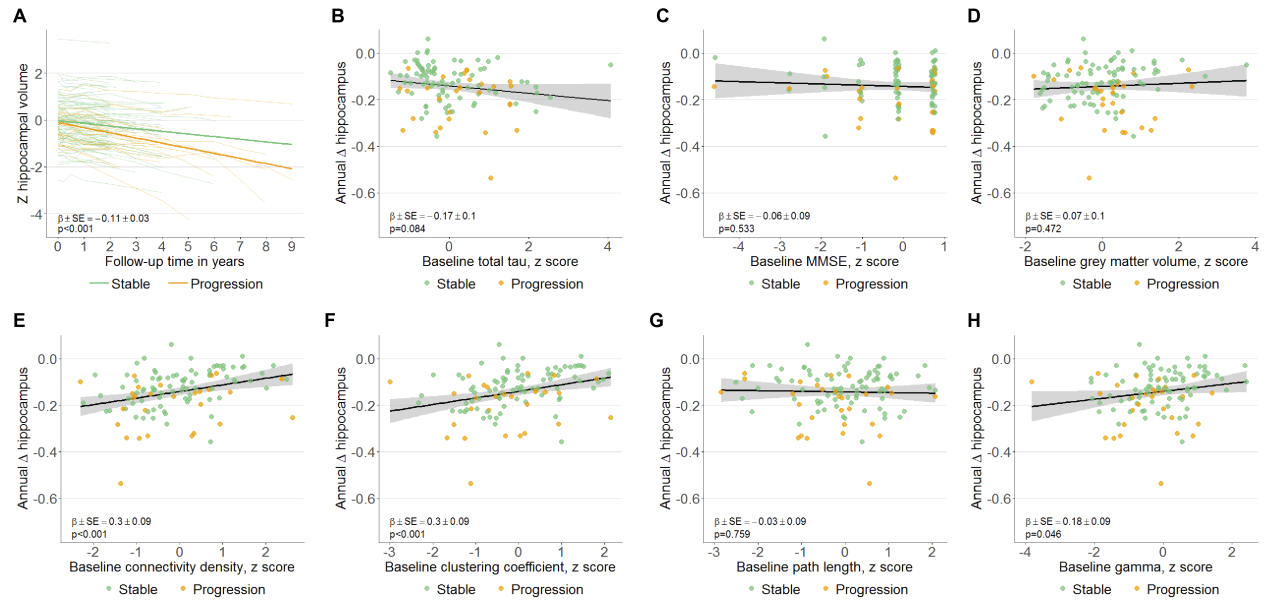 A
Z hippocampal volume
2
0
-2
-4
β ± SE = −0.11 ± 0.03
p<0.001
0 1 2 3 4 5 6 7 8 9
Follow-up time in years
Stable Progression
B
Annual Δ hippocampus
0.0
-0.2
-0.4
-0.6
β ± SE = −0.17 ± 0.1
p=0.084
0 2 4
Baseline total tau, z score
Stable Progression
C
Annual Δ hippocampus
0.0
-0.2
-0.4
-0.6
β ± SE = −0.06 ± 0.09
p=0.533
-4 -3 -2 -1 0 1
Baseline MMSE, z score
Stable Progression
D
Annual Δ hippocampus
0.0
-0.2
-0.4
-0.6
β ± SE = 0.07 ± 0.1
p=0.472
-2 0 2 4
Baseline grey matter volume, z score
Stable Progression
E
Annual Δ hippocampus
0.0
-0.2
-0.4
-0.6
β ± SE = 0.3 ± 0.09
p<0.001
-2 -1 0 1 2
Baseline connectivity density, z score
Stable Progression
F
Annual Δ hippocampus
0.0
-0.2
-0.4
-0.6
β ± SE = 0.3 ± 0.09
p<0.001
-3 -2 -1 0 1 2
Baseline clustering coefficient, z score
Stable Progression
G
Annual Δ hippocampus
0.0
-0.2
-0.4
-0.6
β ± SE = −0.03 ± 0.09
p=0.759
-3 -2 -1 0 1 2
Baseline path length, z score
Stable Progression
H
Annual Δ hippocampus
0.0
-0.2
-0.4
-0.6
β ± SE = 0.18 ± 0.09
p=0.046
-4 -2 0 2
Baseline gamma, z score
Stable Progression